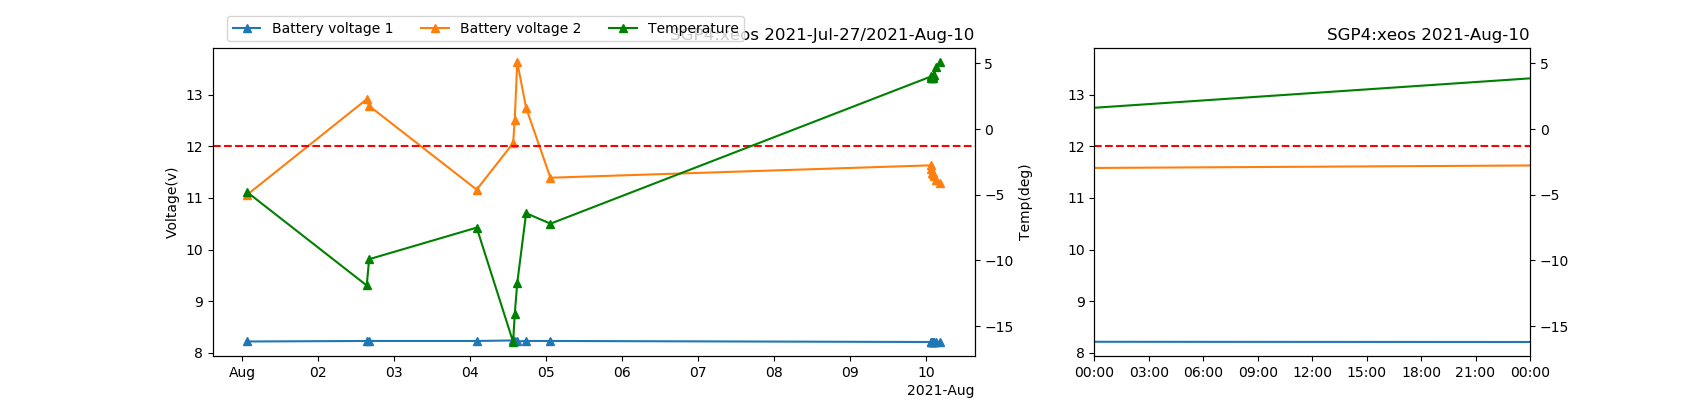 Battery voltage 1 Battery voltage 2 Temperature
SGP4:xeos 2021-Jul-27/2021-Aug-10
SGP4:xeos 2021-Aug-10
Voltage(v)
13
12
11
10
9
8
5
0
−5
−10
−15
Temp(deg)
Aug 02 03 04 05 06 07 08 09 10
2021-Aug
13
12
11
10
9
8
5
0
−5
−10
−15
00:00 03:00 06:00 09:00 12:00 15:00 18:00 21:00 00:00